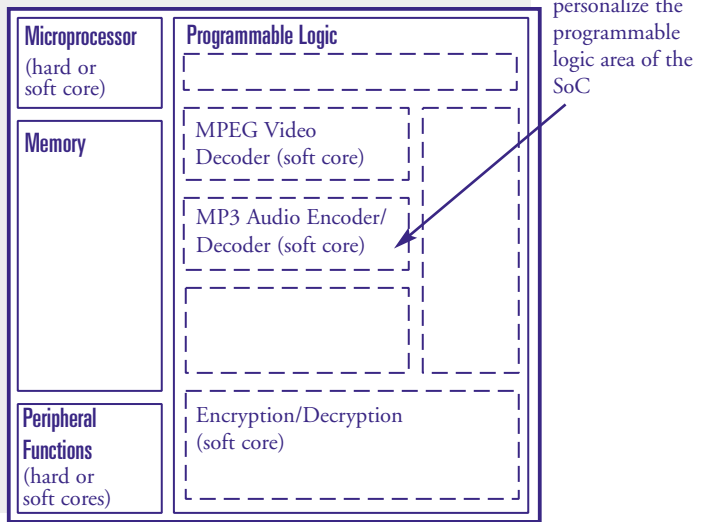 Microprocessor
(hard or
soft core)
Memory
Peripheral
Functions
(hard or
soft cores)
Programmable Logic
MPEG Video
Decoder (soft core)
MP3 Audio Encoder/
Decoder (soft core)
Encryption/Decryption
(soft core)
personalize the
programmable
logic area of the
SoC